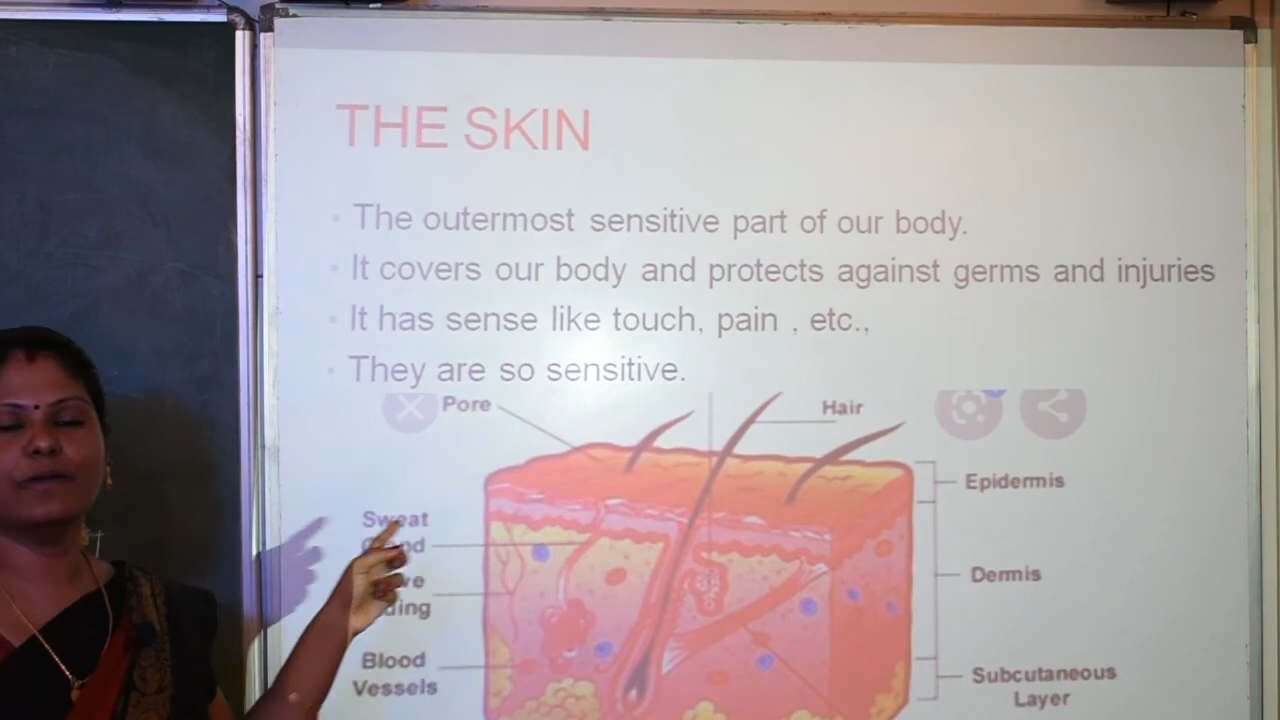 THE SKIN
• The outermost sensitive part of our body.
• It covers our body and protects against germs and injuries
• It has sense like touch, pain , etc.,
• They are so sensitive.
Pore
Hair
Epidermis
Sweat
Dermis
Blood
Vessels
Subcutaneous
Layer